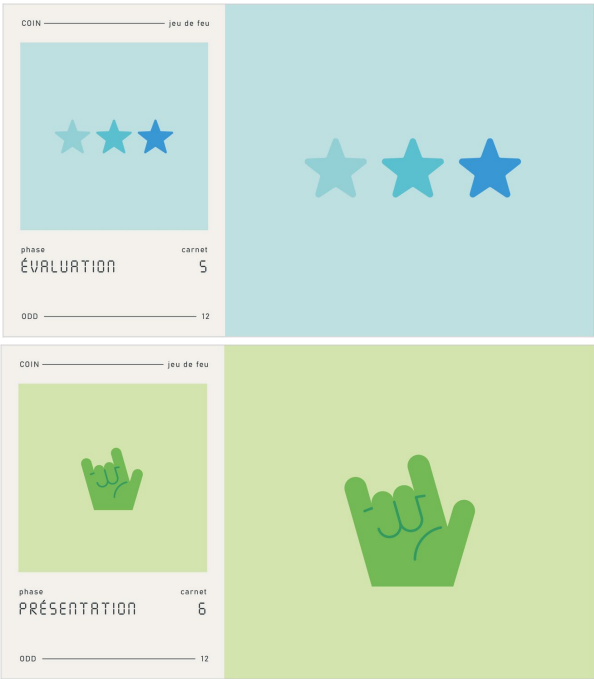 COIN jeu de feu
phase carnet
ÉVALUATION 5
ODD 12
COIN jeu de feu
phase carnet
PRÉSENTATION 6
ODD 12